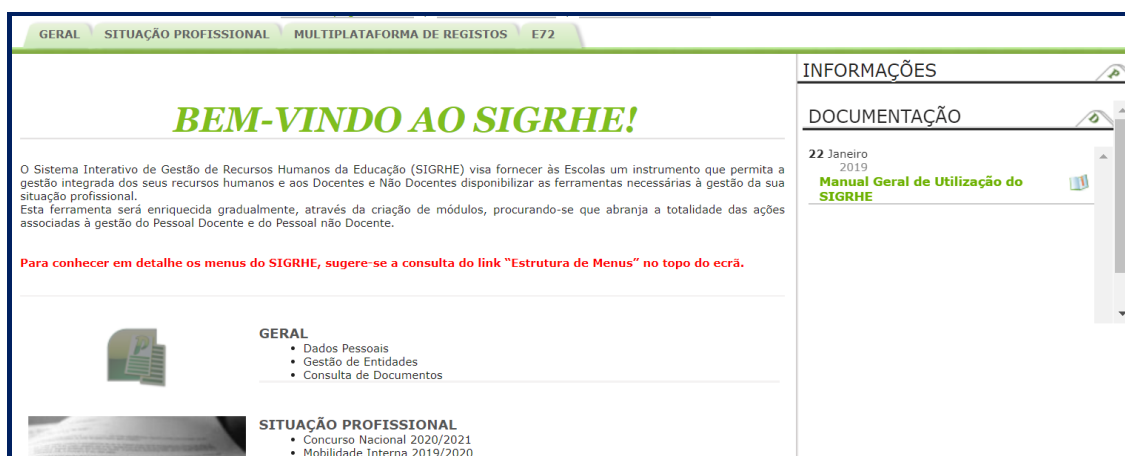 GERAL SITUAÇÃO PROFISSIONAL MULTIPLATAFORMA DE REGISTOS E72
BEM-VINDO AO SIGRHE!
O Sistema Interativo de Gestão de Recursos Humanos da Educação (SIGRHE) visa fornecer às Escolas um instrumento que permita a
gestão integrada dos seus recursos humanos e aos Docentes e Não Docentes disponibilizar as ferramentas necessárias à gestão da sua
situação profissional.
Esta ferramenta será enriquecida gradualmente, através da criação de módulos, procurando-se que abranja a totalidade das ações
associadas à gestão do Pessoal Docente e do Pessoal não Docente.
Para conhecer em detalhe os menus do SIGRHE, sugere-se a consulta do link “Estrutura de Menus” no topo do ecrã.
GERAL
• Dados Pessoais
• Gestão de Entidades
• Consulta de Documentos
SITUAÇÃO PROFISSIONAL
• Concurso Nacional 2020/2021
• Mobilidade Interna 2019/2020
INFORMAÇÕES
DOCUMENTAÇÃO
22 Janeiro
2019
Manual Geral de Utilização do
SIGRHE